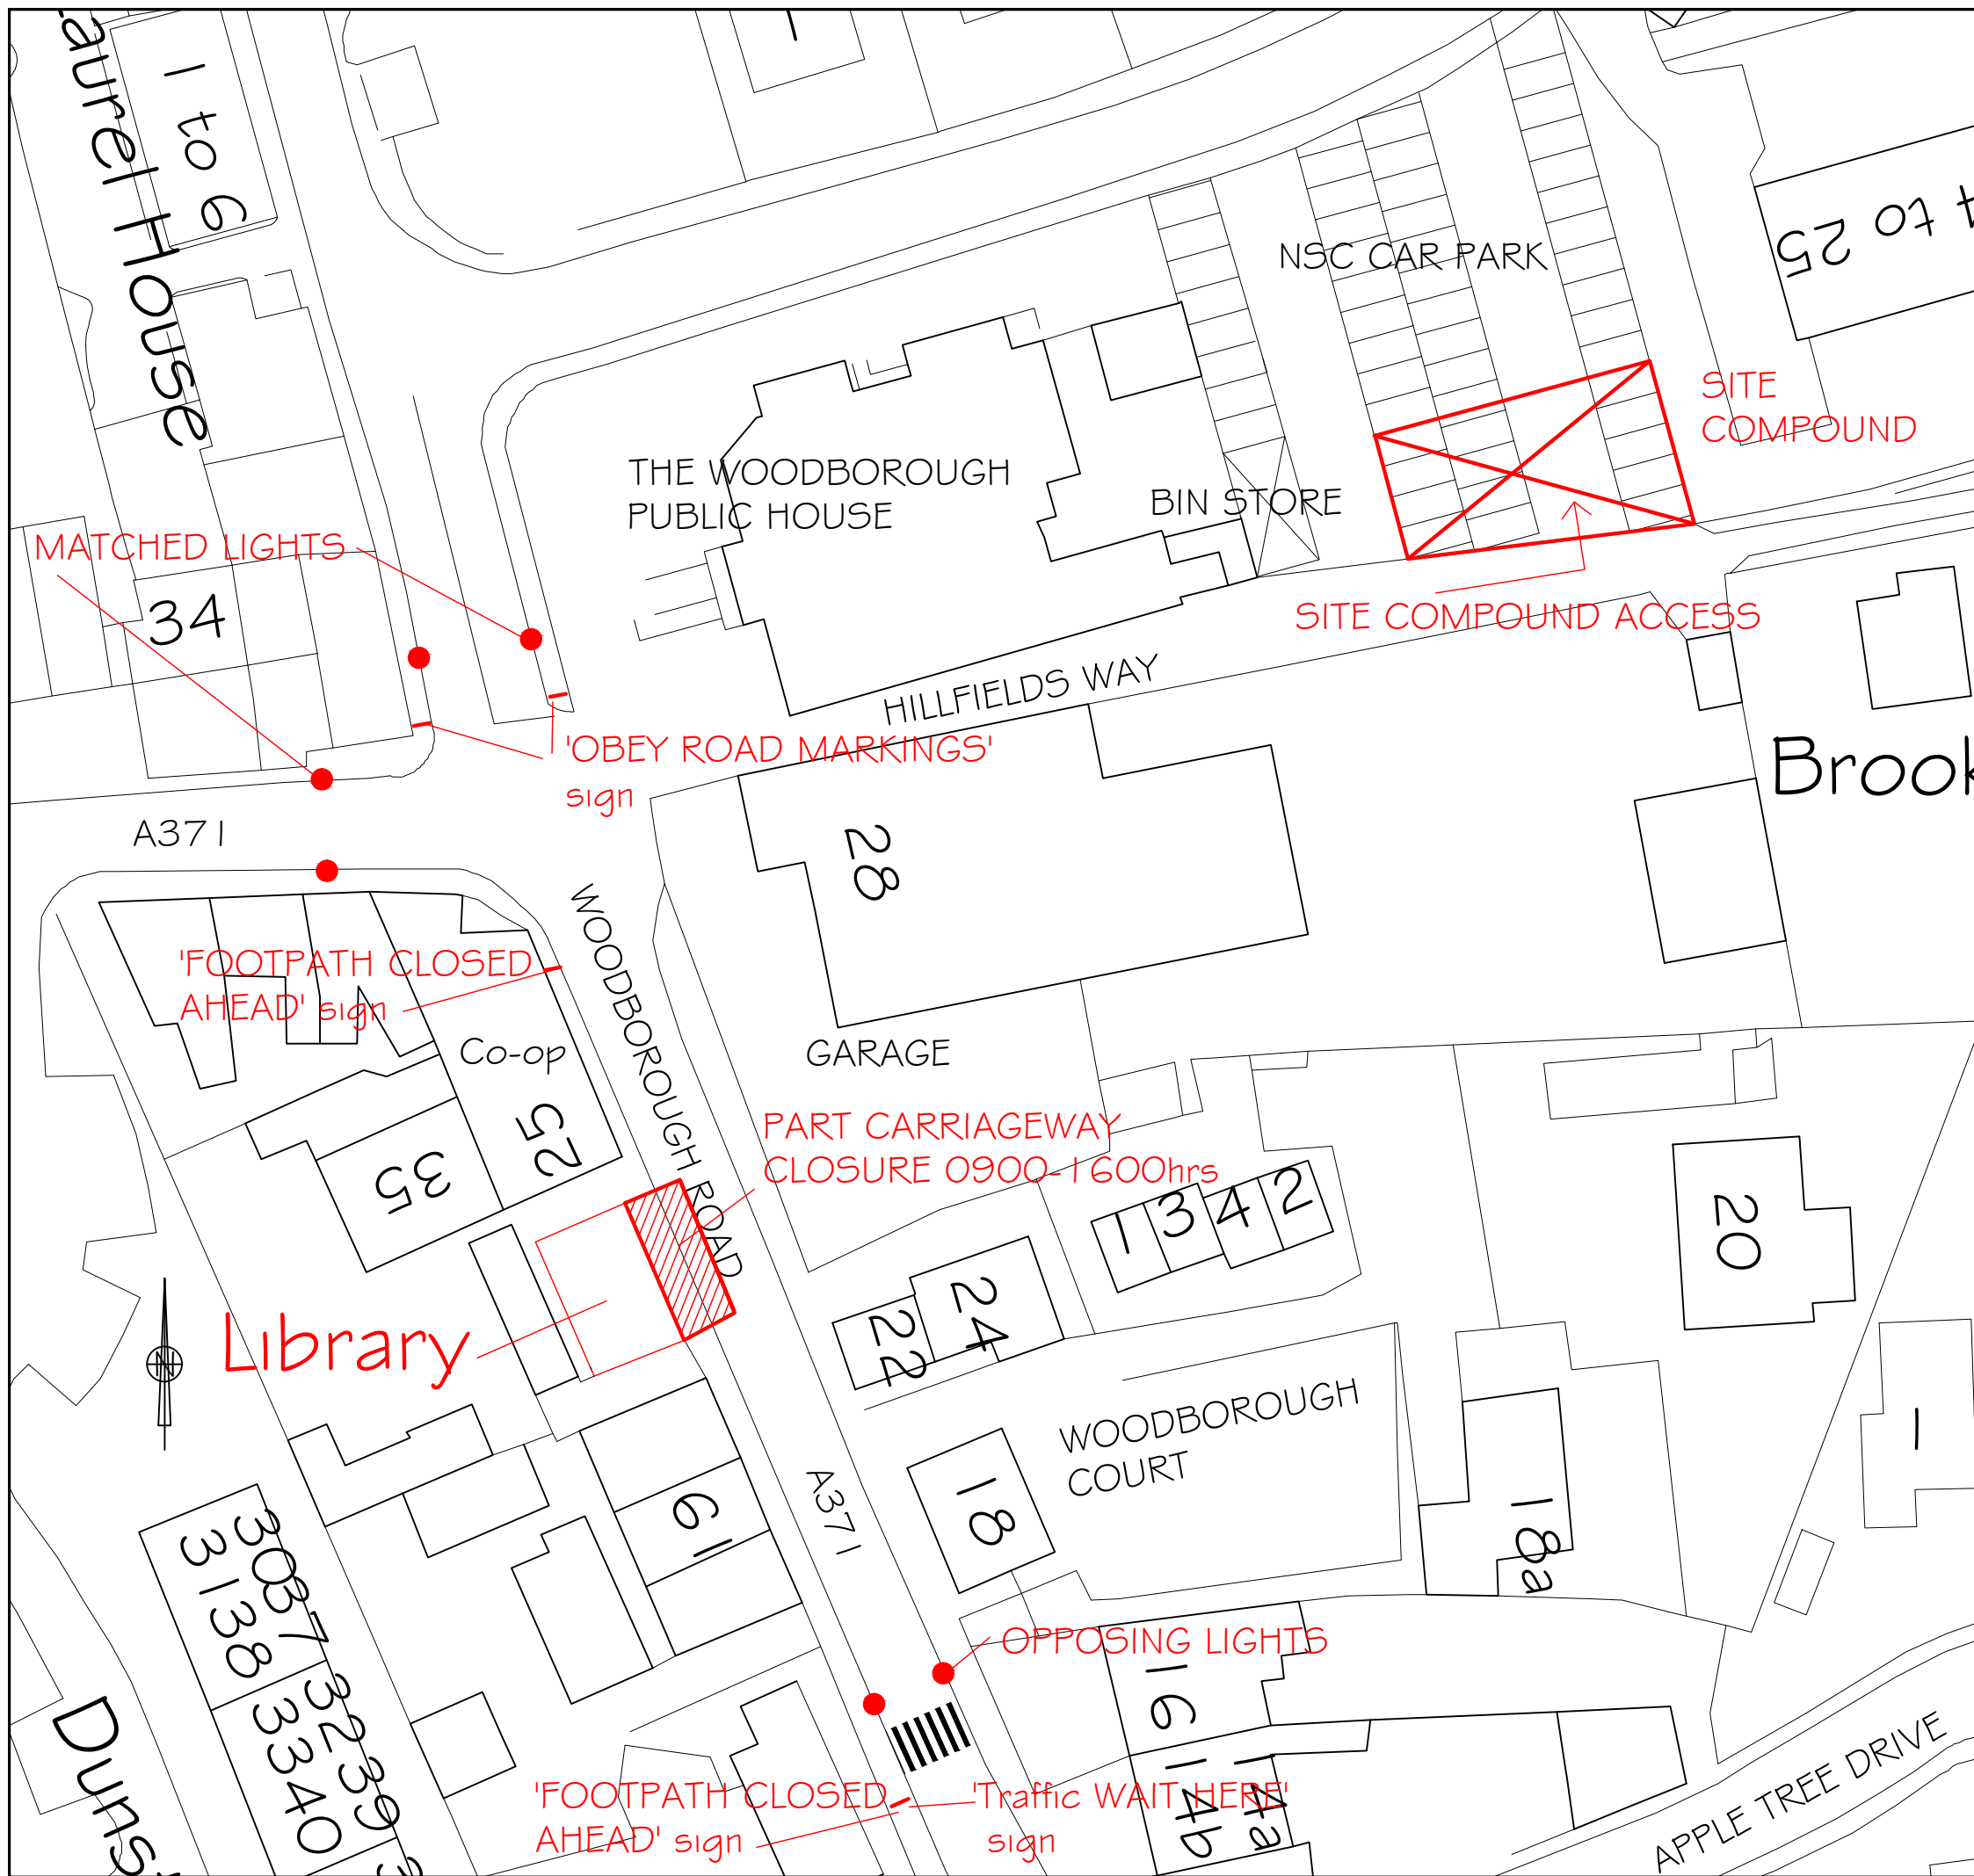 1 to 6
NSC CAR PARK
to 25
SITE
COMPOUND
THE WOODBOROUGH
PUBLIC HOUSE
BIN STORE
MATCHED LIGHTS
34
SITE COMPOUND ACCESS
HILLFIELDS WAY
'OBEY ROAD MARKINGS'
sign
A371
28
WOODBOROUGH ROAD
'FOOTPATH CLOSED
AHEAD' sign
Co-op
GARAGE
25
35
PART CARRIAGEWAY
CLOSURE 0900-1600hrs
1
3
4
2
20
Library
22
24
N
WOODBOROUGH
COURT
1
A371
18
61
18a
30
31
37
38
OPPOSING LIGHTS
16
32
33
39
40
'FOOTPATH CLOSED
AHEAD' sign
'Traffic WAIT HERE'
sign
14b
14a
APPLE TREE DRIVE
House